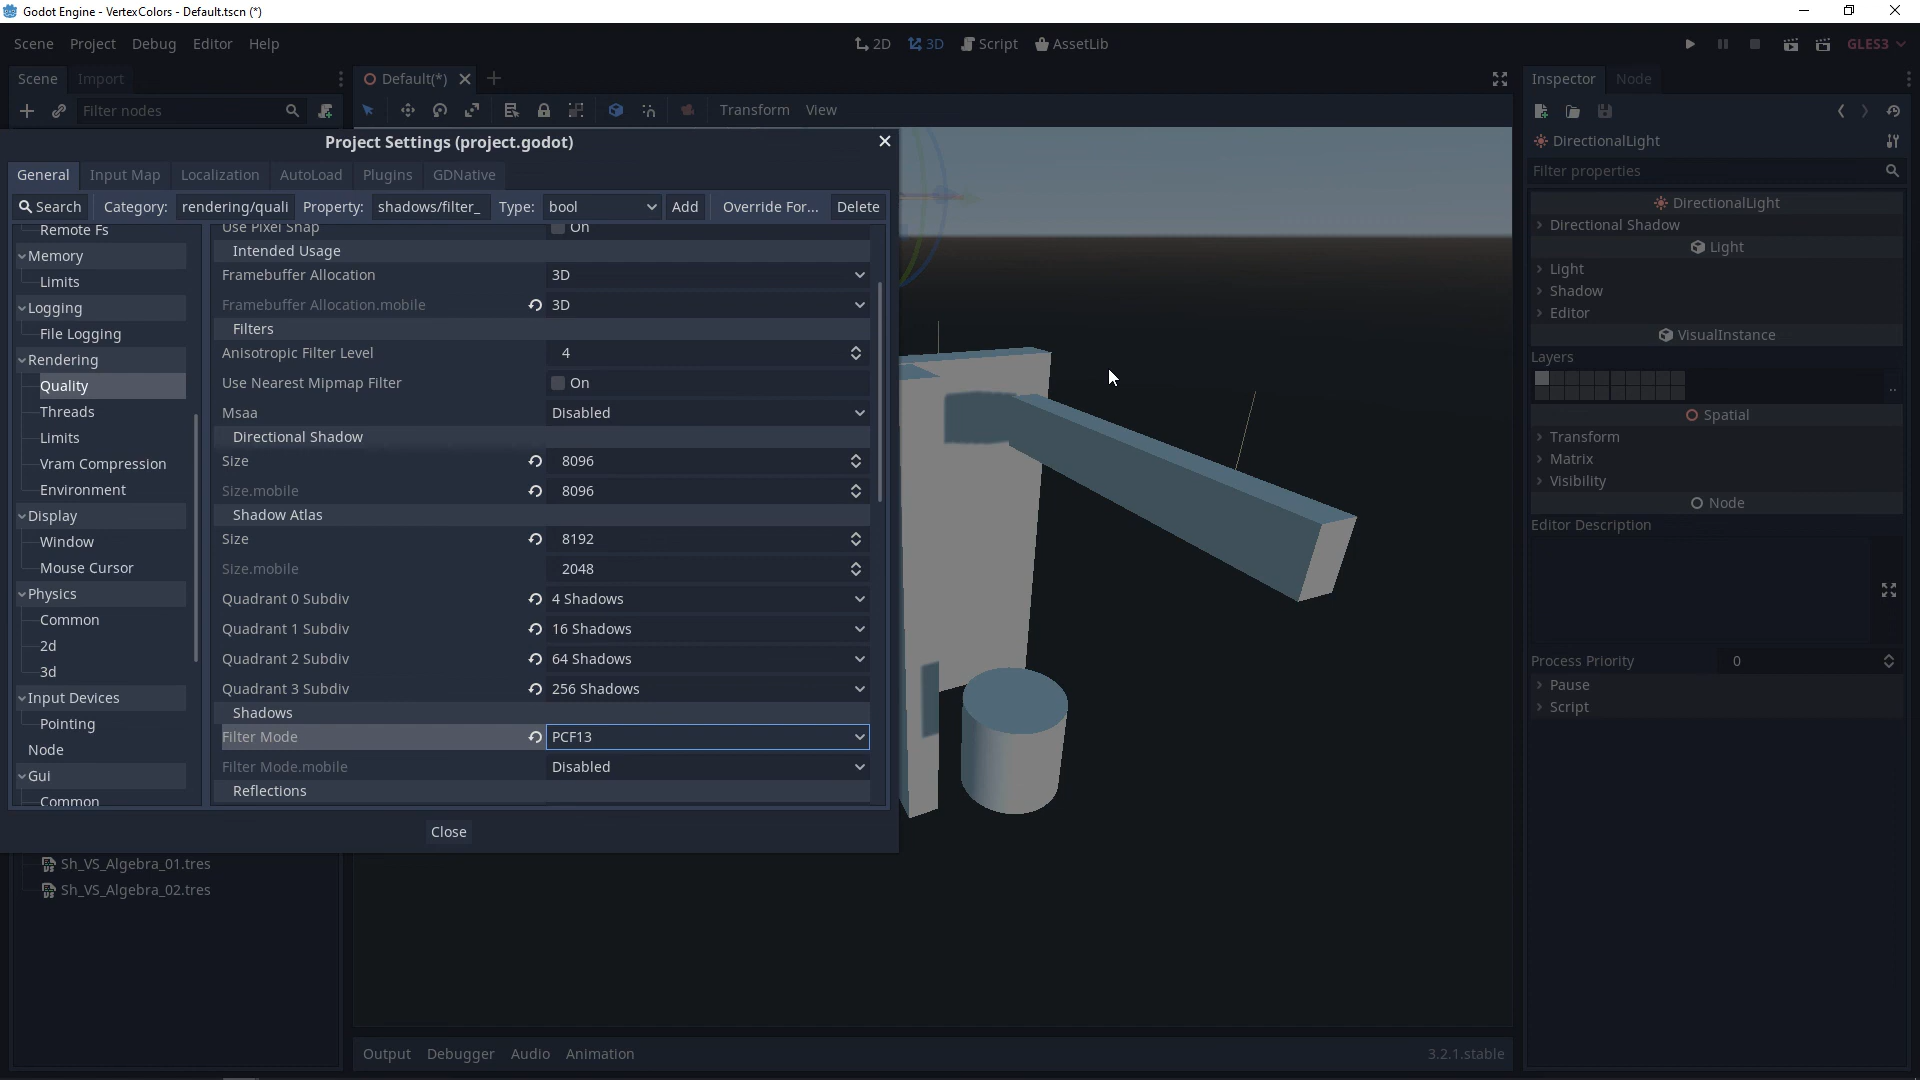 Godot Engine - VertexColors - Default.tscn (*)
Scene Project Debug Editor Help
2D 3D Script AssetLib
GLES3
Scene Import
Default(*)
Inspector Node
Filter nodes
Transform View
Project Settings (project.godot)
DirectionalLight
General Input Map Localization AutoLoad Plugins GDNative
Filter properties
Search Category: rendering/quali Property: shadows/filter_ Type: bool Add Override For... Delete
Remote Fs
Memory
Limits
Logging
File Logging
Rendering
Quality
Threads
Limits
Vram Compression
Environment
Display
Window
Mouse Cursor
Physics
Common
2d
3d
Input Devices
Pointing
Node
Gui
Common
Use Pixel Snap On
Intended Usage
Framebuffer Allocation 3D
Framebuffer Allocation.mobile 3D
Filters
Anisotropic Filter Level 4
Use Nearest Mipmap Filter On
Msaa Disabled
Directional Shadow
Size 8096
Size.mobile 8096
Shadow Atlas
Size 8192
Size.mobile 2048
Quadrant 0 Subdiv 4 Shadows
Quadrant 1 Subdiv 16 Shadows
Quadrant 2 Subdiv 64 Shadows
Quadrant 3 Subdiv 256 Shadows
Shadows
Filter Mode PCF13
Filter Mode.mobile Disabled
Reflections
Close
Sh_VS_Algebra_01.tres
Sh_VS_Algebra_02.tres
DirectionalLight
Directional Shadow
Light
Light
Shadow
Editor
VisualInstance
Layers
..
Spatial
Transform
Matrix
Visibility
Node
Editor Description
Process Priority 0
Pause
Script
Output Debugger Audio Animation
3.2.1.stable